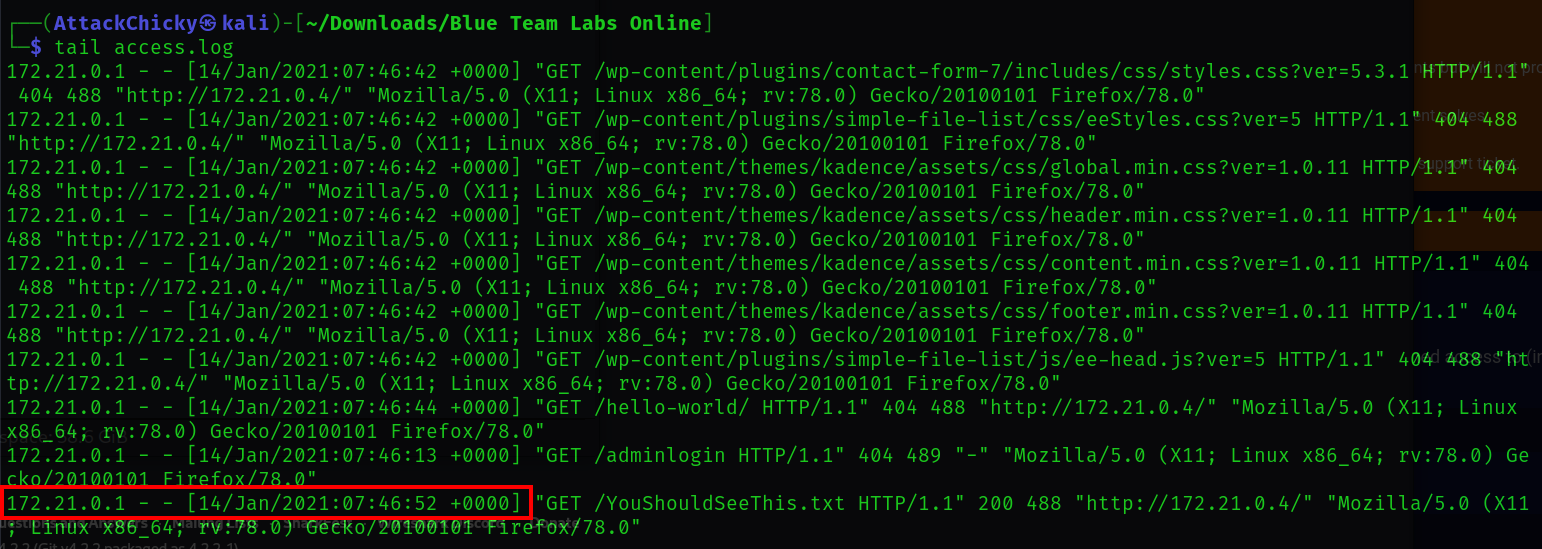 ┌──(AttackChicky㉿kali)-[~/Downloads/Blue Team Labs Online]
└─$ tail access.log
172.21.0.1 - - [14/Jan/2021:07:46:42 +0000] "GET /wp-content/plugins/contact-form-7/includes/css/styles.css?ver=5.3.1 HTTP/1.1"
404 488 "http://172.21.0.4/" "Mozilla/5.0 (X11; Linux x86_64; rv:78.0) Gecko/20100101 Firefox/78.0"
172.21.0.1 - - [14/Jan/2021:07:46:42 +0000] "GET /wp-content/plugins/simple-file-list/css/eeStyles.css?ver=5 HTTP/1.1" 404 488
"http://172.21.0.4/" "Mozilla/5.0 (X11; Linux x86_64; rv:78.0) Gecko/20100101 Firefox/78.0"
172.21.0.1 - - [14/Jan/2021:07:46:42 +0000] "GET /wp-content/themes/kadence/assets/css/global.min.css?ver=1.0.11 HTTP/1.1" 404
488 "http://172.21.0.4/" "Mozilla/5.0 (X11; Linux x86_64; rv:78.0) Gecko/20100101 Firefox/78.0"
172.21.0.1 - - [14/Jan/2021:07:46:42 +0000] "GET /wp-content/themes/kadence/assets/css/header.min.css?ver=1.0.11 HTTP/1.1" 404
488 "http://172.21.0.4/" "Mozilla/5.0 (X11; Linux x86_64; rv:78.0) Gecko/20100101 Firefox/78.0"
172.21.0.1 - - [14/Jan/2021:07:46:42 +0000] "GET /wp-content/themes/kadence/assets/css/content.min.css?ver=1.0.11 HTTP/1.1" 404
488 "http://172.21.0.4/" "Mozilla/5.0 (X11; Linux x86_64; rv:78.0) Gecko/20100101 Firefox/78.0"
172.21.0.1 - - [14/Jan/2021:07:46:42 +0000] "GET /wp-content/themes/kadence/assets/css/footer.min.css?ver=1.0.11 HTTP/1.1" 404
488 "http://172.21.0.4/" "Mozilla/5.0 (X11; Linux x86_64; rv:78.0) Gecko/20100101 Firefox/78.0"
172.21.0.1 - - [14/Jan/2021:07:46:42 +0000] "GET /wp-content/plugins/simple-file-list/js/ee-head.js?ver=5 HTTP/1.1" 404 488 "ht
tp://172.21.0.4/" "Mozilla/5.0 (X11; Linux x86_64; rv:78.0) Gecko/20100101 Firefox/78.0"
172.21.0.1 - - [14/Jan/2021:07:46:44 +0000] "GET /hello-world/ HTTP/1.1" 404 488 "http://172.21.0.4/" "Mozilla/5.0 (X11; Linux
x86_64; rv:78.0) Gecko/20100101 Firefox/78.0"
172.21.0.1 - - [14/Jan/2021:07:46:13 +0000] "GET /adminlogin HTTP/1.1" 404 489 "-" "Mozilla/5.0 (X11; Linux x86_64; rv:78.0) Ge
cko/20100101 Firefox/78.0"
172.21.0.1 - - [14/Jan/2021:07:46:52 +0000] "GET /YouShouldSeeThis.txt HTTP/1.1" 200 488 "http://172.21.0.4/" "Mozilla/5.0 (X11
; Linux x86_64; rv:78.0) Gecko/20100101 Firefox/78.0"